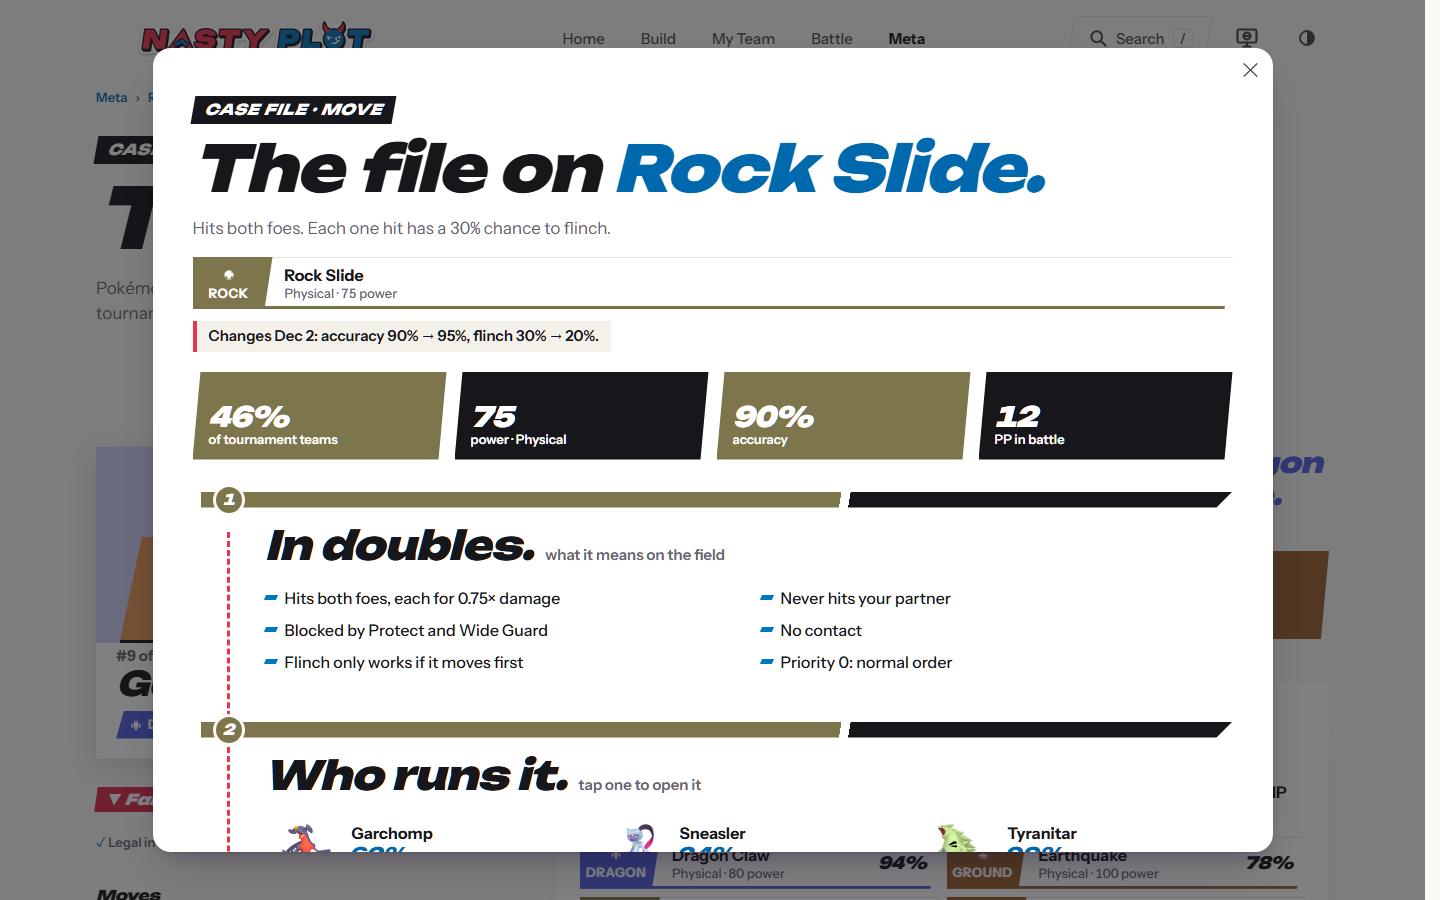 NASTY PLOT
Home
Build
My Team
Battle
Meta
Search /
Meta ›
CASE FILE · MOVE
The file on Rock Slide.
Hits both foes. Each one hit has a 30% chance to flinch.
ROCK
Rock Slide
Physical · 75 power
Changes Dec 2: accuracy 90% → 95%, flinch 30% → 20%.
46%
of tournament teams
75
power · Physical
90%
accuracy
12
PP in battle
1
In doubles. what it means on the field
Hits both foes, each for 0.75× damage
Never hits your partner
Blocked by Protect and Wide Guard
No contact
Flinch only works if it moves first
Priority 0: normal order
2
Who runs it. tap one to open it
Garchomp
Sneasler
Tyranitar
#9 of
✓ Legal in
Moves
DRAGON
Dragon Claw
Physical · 80 power
94%
GROUND
Earthquake
Physical · 100 power
78%